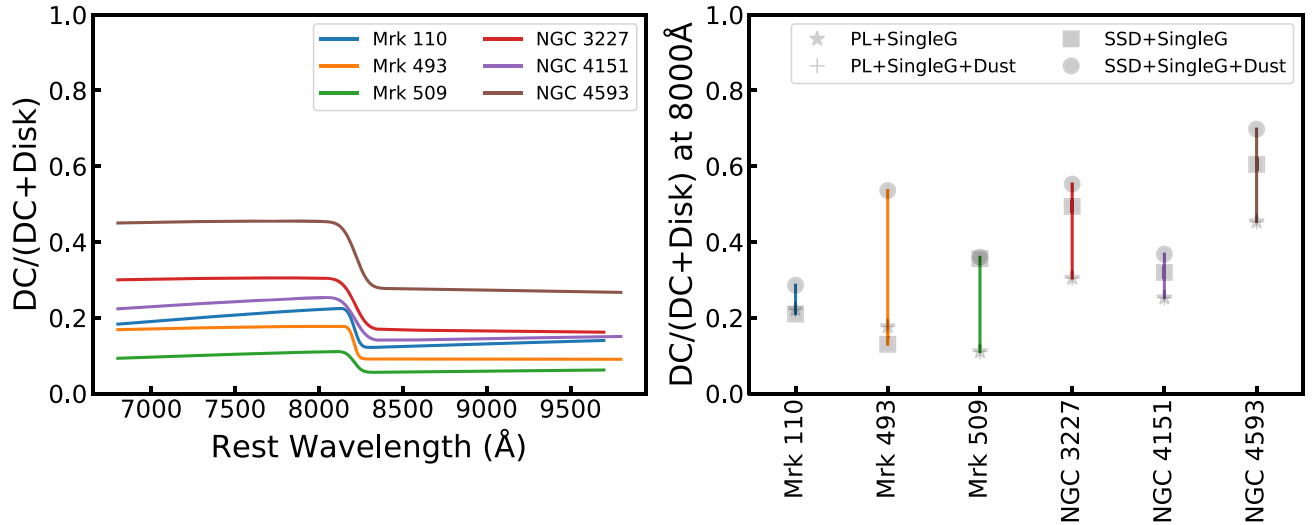 DC/(DC+Disk)
1.0
0.8
0.6
0.4
0.2
0.0
Mrk 110
Mrk 493
Mrk 509
NGC 3227
NGC 4151
NGC 4593
7000 7500 8000 8500 9000 9500
Rest Wavelength (Å)
DC/(DC+Disk) at 8000Å
1.0
0.8
0.6
0.4
0.2
0.0
PL+SingleG
PL+SingleG+Dust
SSD+SingleG
SSD+SingleG+Dust
Mrk 110
Mrk 493
Mrk 509
NGC 3227
NGC 4151
NGC 4593